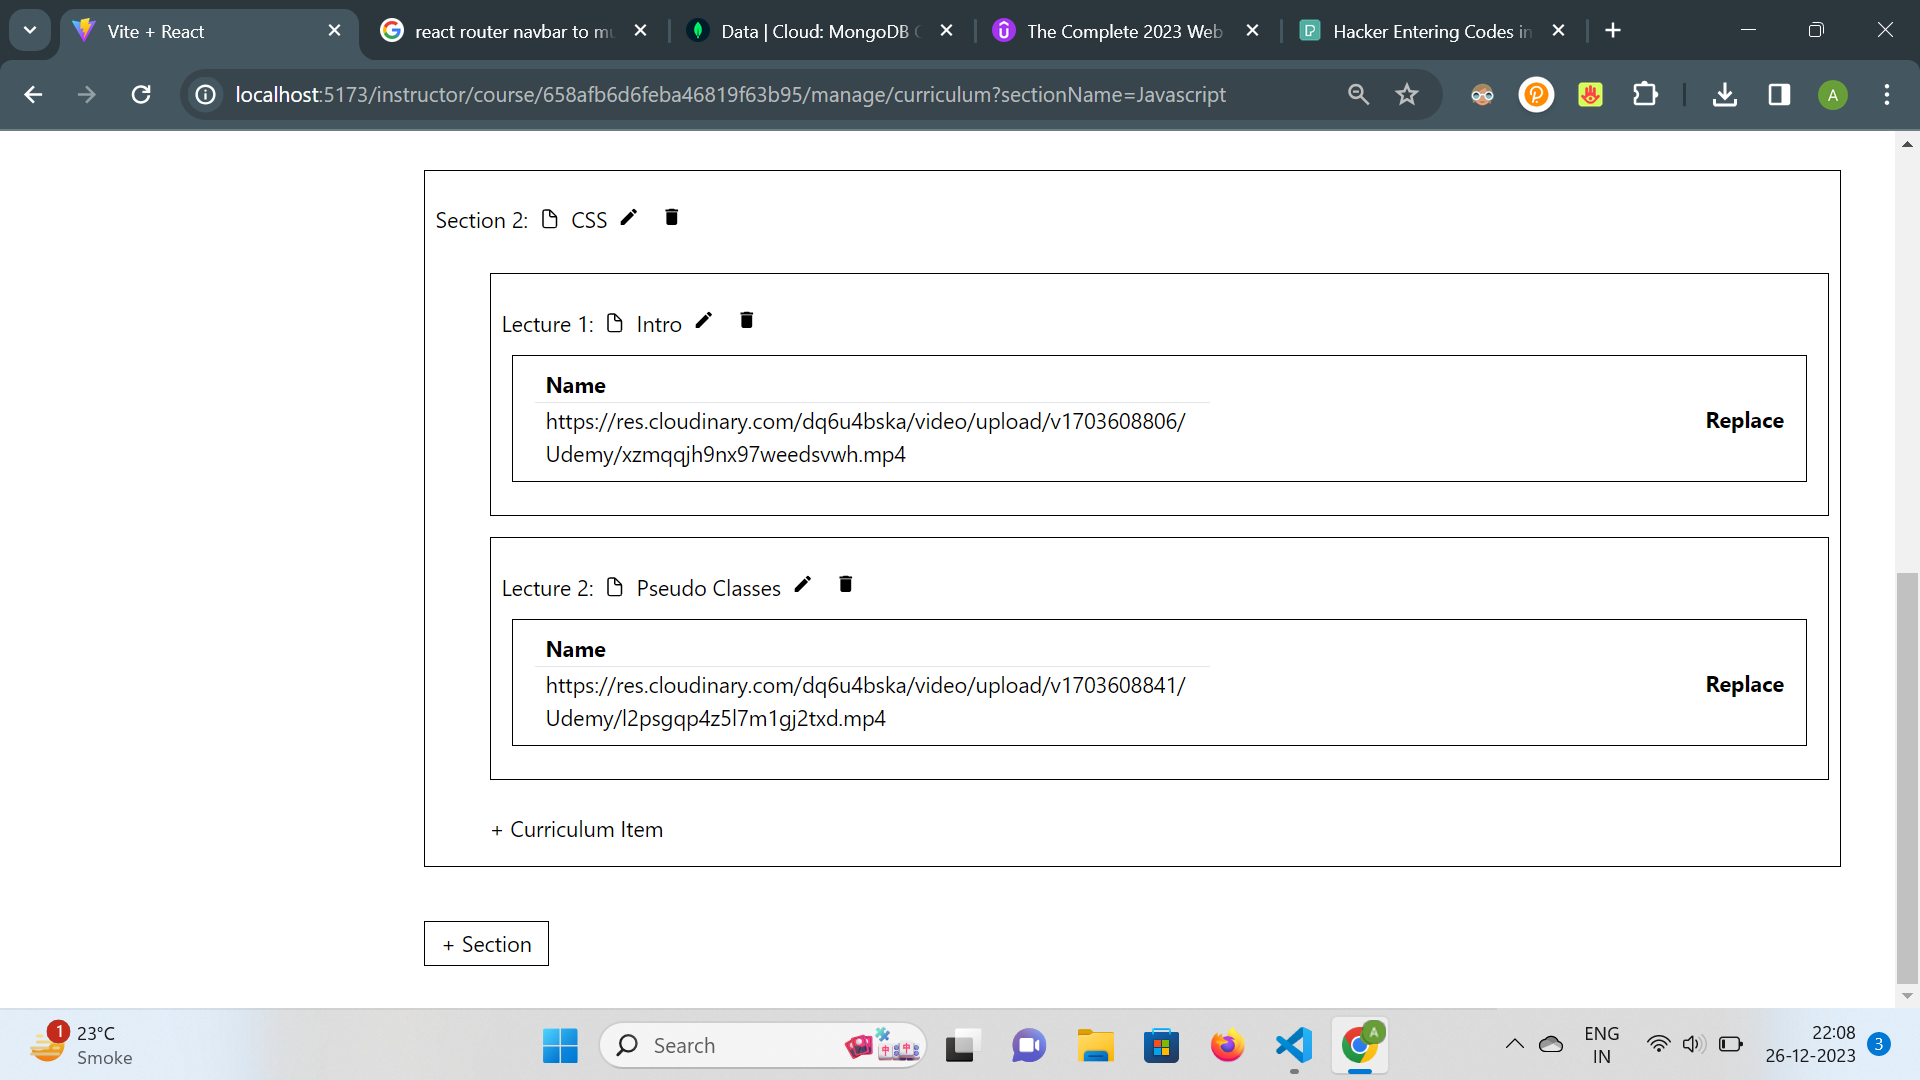 Vite + React
react router navbar to mu
Data | Cloud: MongoDB C
The Complete 2023 Web
Hacker Entering Codes in
localhost:5173/instructor/course/658afb6d6feba46819f63b95/manage/curriculum?sectionName=Javascript
A
Section 2: CSS
Lecture 1: Intro
Name
https://res.cloudinary.com/dq6u4bska/video/upload/v1703608806/
Udemy/xzmqqjh9nx97weedsvwh.mp4
Replace
Lecture 2: Pseudo Classes
Name
https://res.cloudinary.com/dq6u4bska/video/upload/v1703608841/
Udemy/l2psgqp4z5l7m1gj2txd.mp4
Replace
+ Curriculum Item
+ Section
1
23°C
Smoke
Search
A
ENG
IN
22:08
26-12-2023
3